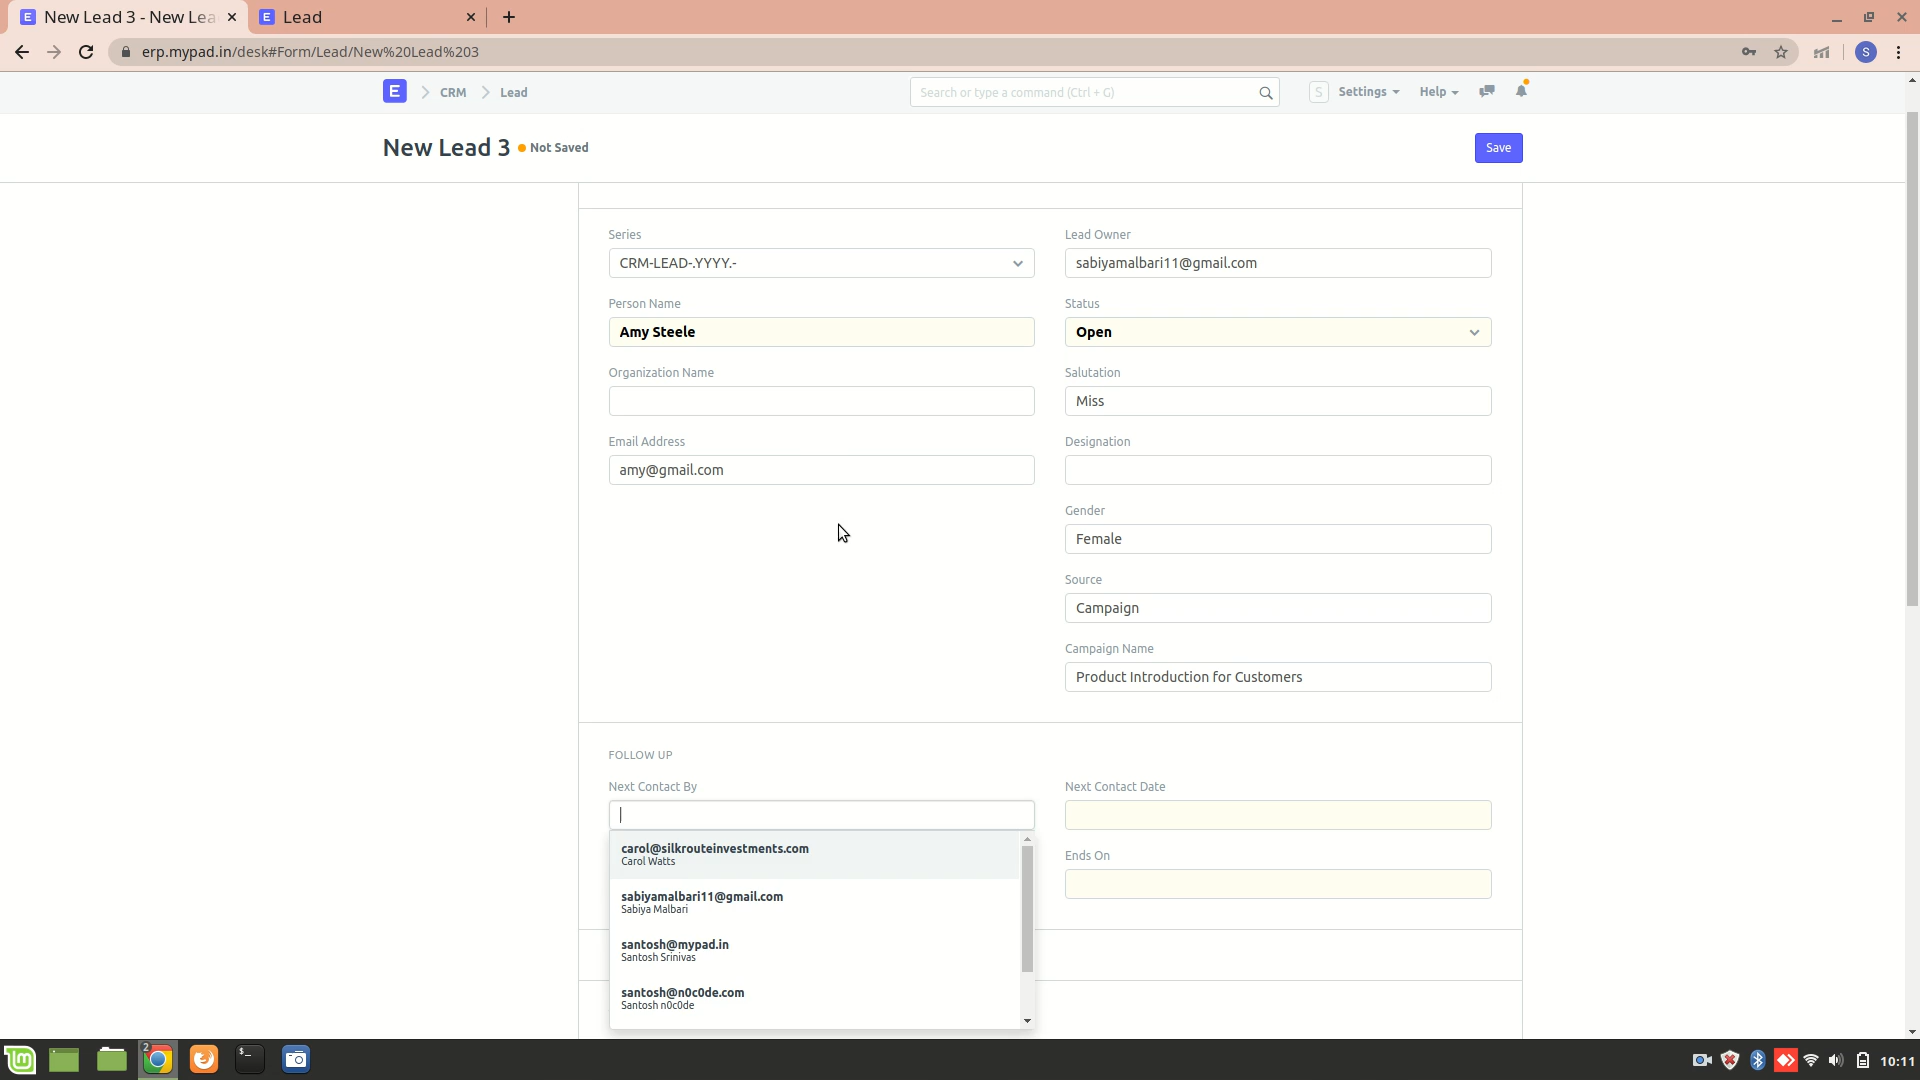 New Lead 3 - New Lea
Lead
erp.mypad.in/desk#Form/Lead/New%20Lead%203
S
E
CRM
Lead
Search or type a command (Ctrl + G)
S
Settings
Help
New Lead 3
Not Saved
Save
Series
Lead Owner
CRM-LEAD-.YYYY.-
sabiyamalbari11@gmail.com
Person Name
Status
Amy Steele
Open
Organization Name
Salutation
Miss
Email Address
Designation
amy@gmail.com
Gender
Female
Source
Campaign
Campaign Name
Product Introduction for Customers
FOLLOW UP
Next Contact By
Next Contact Date
carol@silkrouteinvestments.com
Carol Watts
Ends On
sabiyamalbari11@gmail.com
Sabiya Malbari
santosh@mypad.in
Santosh Srinivas
santosh@n0c0de.com
Santosh n0c0de
2
10:11